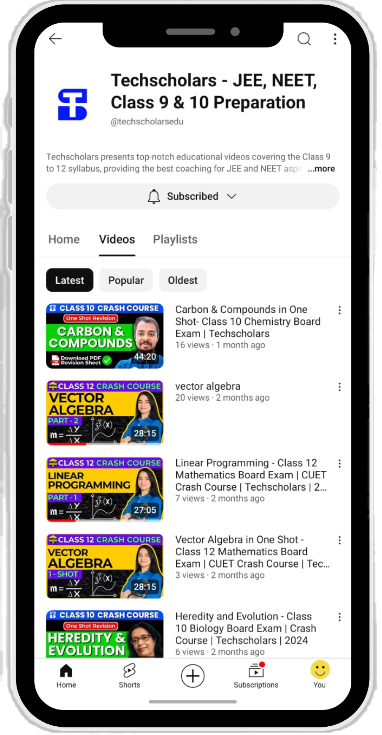 Techscholars - JEE, NEET,
Class 9 & 10 Preparation
@techscholarsedu
Techscholars presents top-notch educational videos covering the Class 9
to 12 syllabus, providing the best coaching for JEE and NEET aspi ...more
Subscribed
Home Videos Playlists
Latest Popular Oldest
CLASS 10 CRASH COURSE
One Shot Revision
CARBON &
COMPOUNDS
Download PDF
Revision Sheet
44:20
Carbon & Compounds in One
Shot- Class 10 Chemistry Board
Exam | Techscholars
16 views · 1 month ago
CLASS 12 CRASH COURSE
VECTOR
ALGEBRA
PART - 2
28:15
vector algebra
20 views · 2 months ago
CLASS 12 CRASH COURSE
LINEAR
PROGRAMMING
PART - 1
27:05
Linear Programming - Class 12
Mathematics Board Exam | CUET
Crash Course | Techscholars | 2...
7 views · 2 months ago
CLASS 12 CRASH COURSE
VECTOR
ALGEBRA
1 - SHOT
28:15
Vector Algebra in One Shot -
Class 12 Mathematics Board
Exam | CUET Crash Course | Tec...
3 views · 2 months ago
CLASS 10 CRASH COURSE
One Shot Revision
HEREDITY &
EVOLUTION
Heredity and Evolution - Class
10 Biology Board Exam | Crash
Course | Techscholars | 2024
6 views · 2 months ago
Home Shorts Subscriptions You